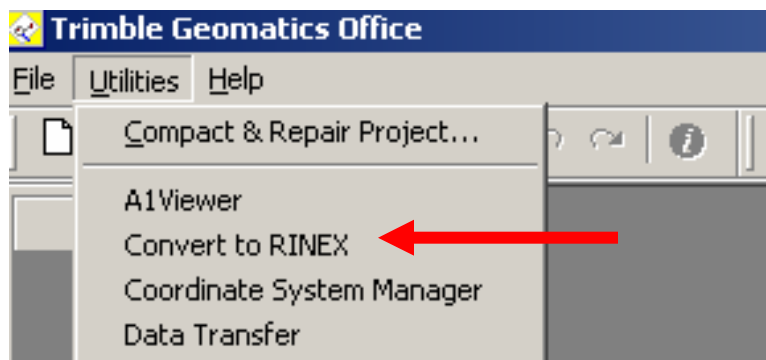 Trimble Geomatics Office
File Utilities Help
Compact & Repair Project...
A1Viewer
Convert to RINEX
Coordinate System Manager
Data Transfer